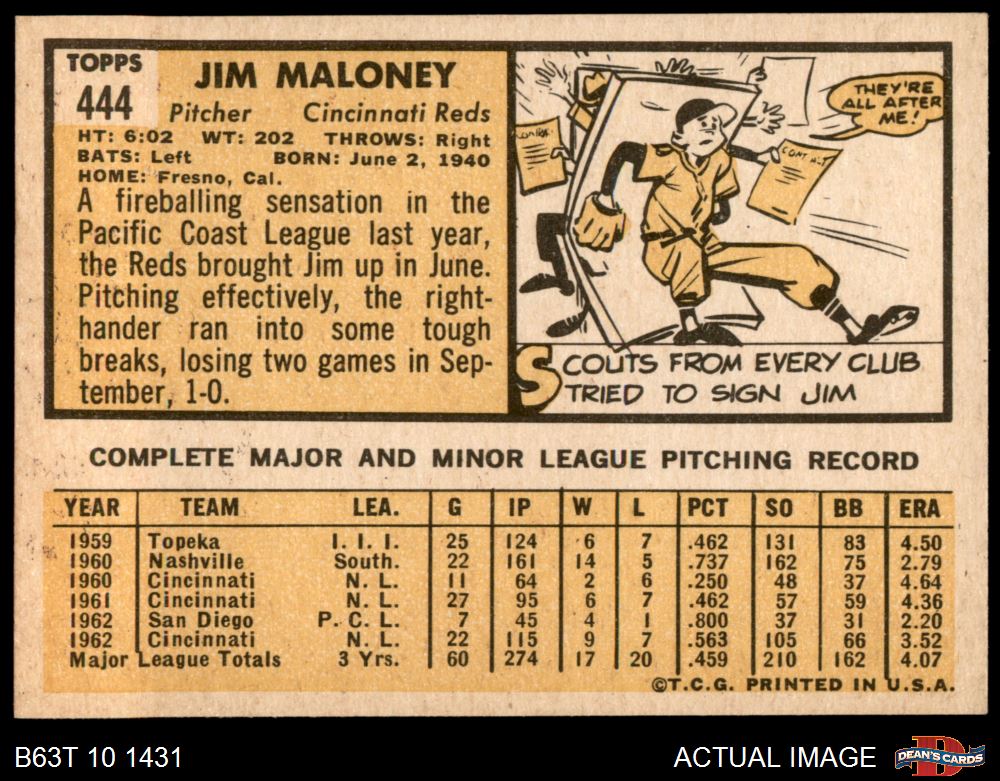 TOPPS
444
JIM MALONEY
Pitcher Cincinnati Reds
HT: 6:02 WT: 202 THROWS: Right
BATS: Left BORN: June 2, 1940
HOME: Fresno, Cal.
A fireballing sensation in the
Pacific Coast League last year,
the Reds brought Jim up in June.
Pitching effectively, the right-
hander ran into some tough
breaks, losing two games in Sep-
tember, 1-0.
THEY'RE
ALL AFTER
ME!
SCOUTS FROM EVERY CLUB
TRIED TO SIGN JIM
COMPLETE MAJOR AND MINOR LEAGUE PITCHING RECORD
YEAR TEAM LEA. G IP W L PCT SO BB ERA
1959 Topeka I. I. I. 25 124 6 7 .462 131 83 4.50
1960 Nashville South. 22 161 14 5 .737 162 75 2.79
1960 Cincinnati N. L. 11 64 2 6 .250 48 37 4.64
1961 Cincinnati N. L. 27 95 6 7 .462 57 59 4.36
1962 San Diego P. C. L. 7 45 4 1 .800 37 31 2.20
1962 Cincinnati N. L. 22 115 9 7 .563 105 66 3.52
Major League Totals 3 Yrs. 60 274 17 20 .459 210 162 4.07
©T.C.G. PRINTED IN U.S.A.
B63T 10 1431
ACTUAL IMAGE
DEAN'S CARDS